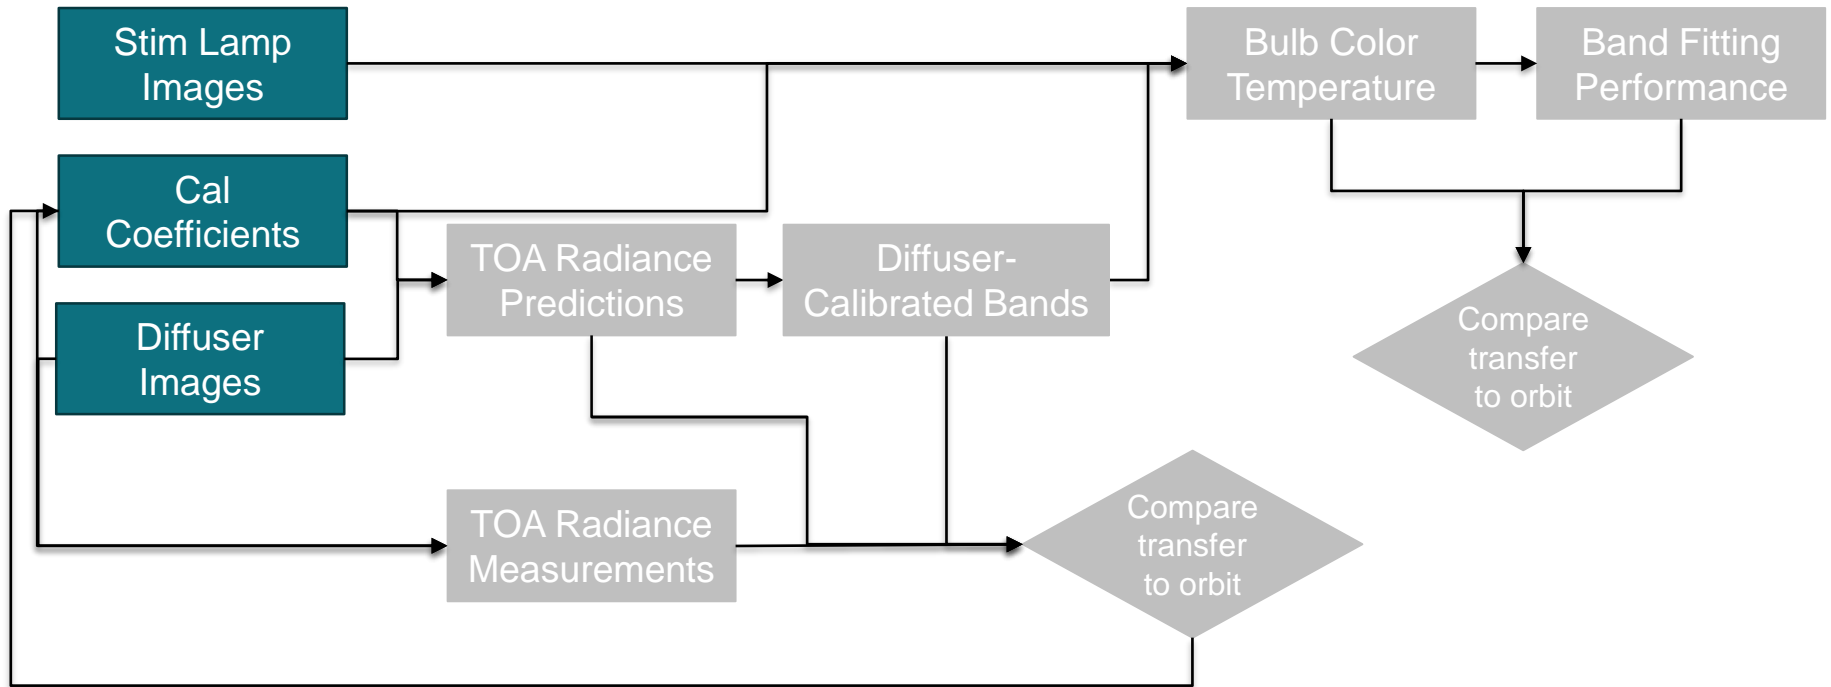 Stim Lamp
Images
Bulb Color
Temperature
Band Fitting
Performance
Cal
Coefficients
TOA Radiance
Predictions
Diffuser-
Calibrated Bands
Diffuser
Images
Compare
transfer
to orbit
TOA Radiance
Measurements
Compare
transfer
to orbit